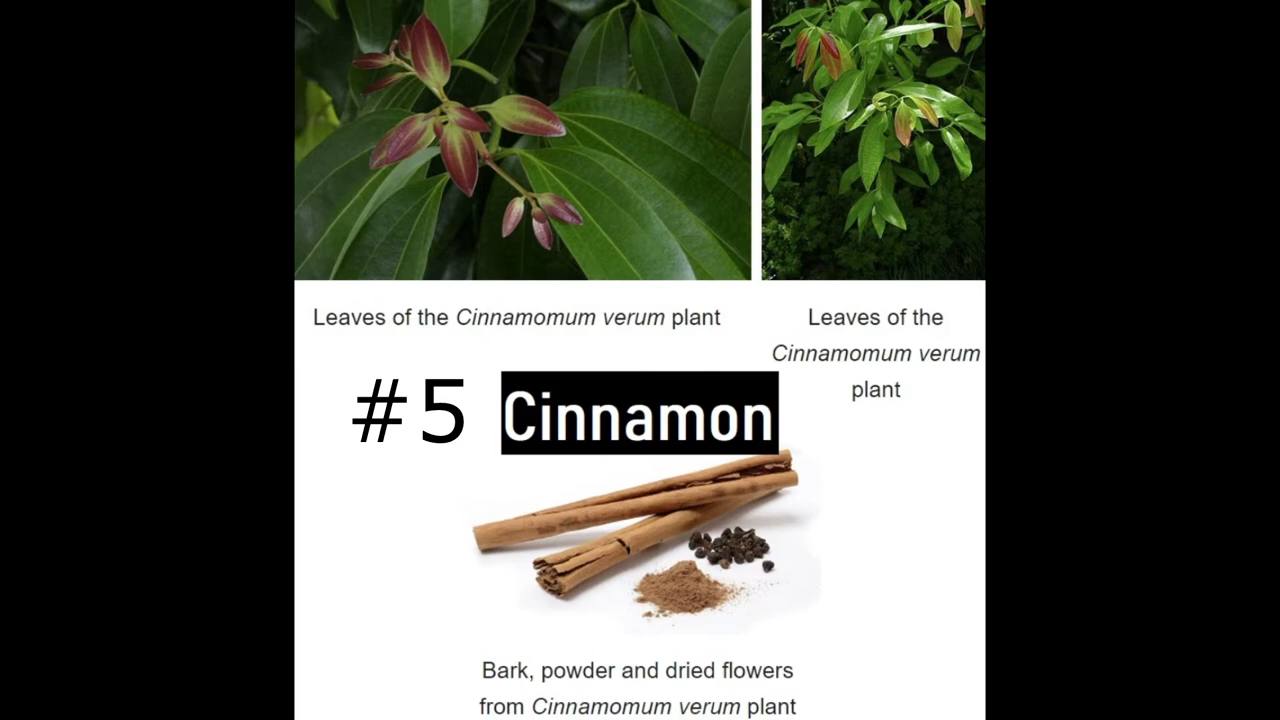 Leaves of the Cinnamomum verum plant
Leaves of the
Cinnamomum verum
plant
#5 Cinnamon
Bark, powder and dried flowers
from Cinnamomum verum plant